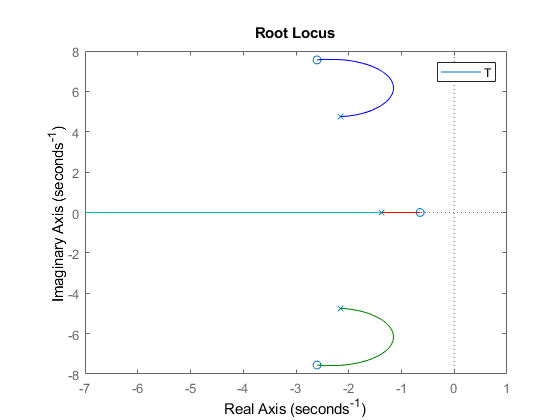 Root Locus
T
Imaginary Axis (seconds⁻¹)
8
6
4
2
0
-2
-4
-6
-8
-7 -6 -5 -4 -3 -2 -1 0 1
Real Axis (seconds⁻¹)